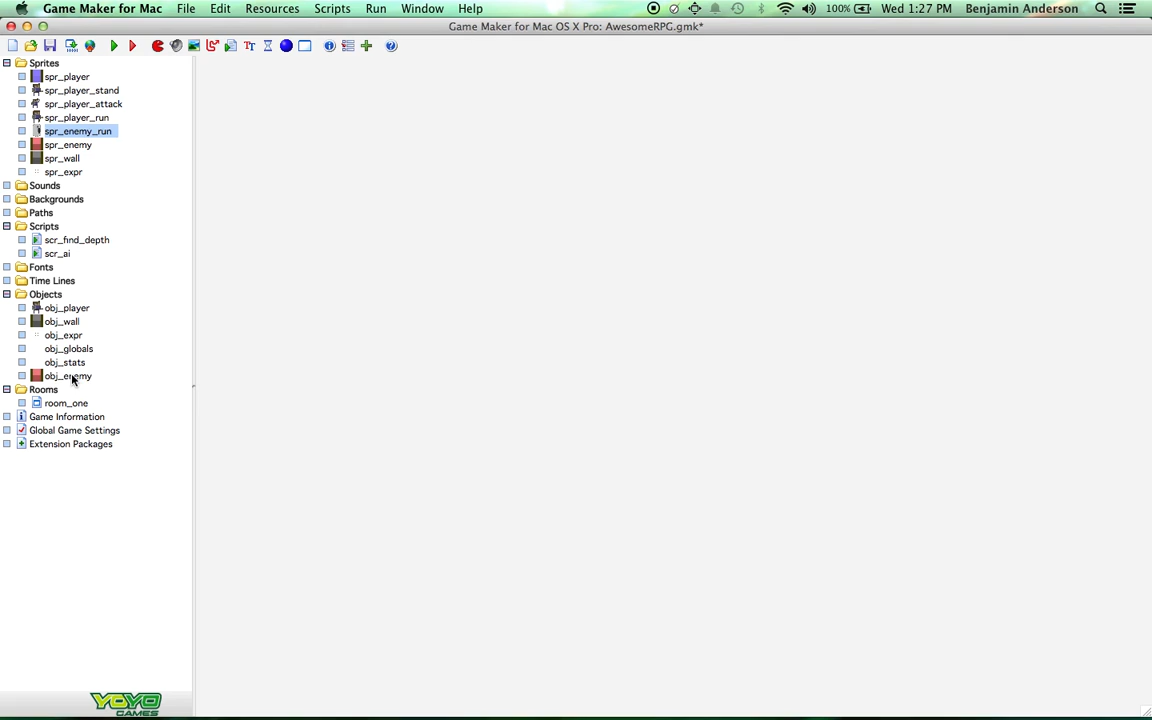 Game Maker for Mac File Edit Resources Scripts Run Window Help 100% Wed 1:27 PM Benjamin Anderson
Game Maker for Mac OS X Pro: AwesomeRPG.gmk*
Sprites
spr_player
spr_player_stand
spr_player_attack
spr_player_run
spr_enemy_run
spr_enemy
spr_wall
spr_expr
Sounds
Backgrounds
Paths
Scripts
scr_find_depth
scr_ai
Fonts
Time Lines
Objects
obj_player
obj_wall
obj_expr
obj_globals
obj_stats
obj_enemy
Rooms
room_one
Game Information
Global Game Settings
Extension Packages
YOYO
GAMES